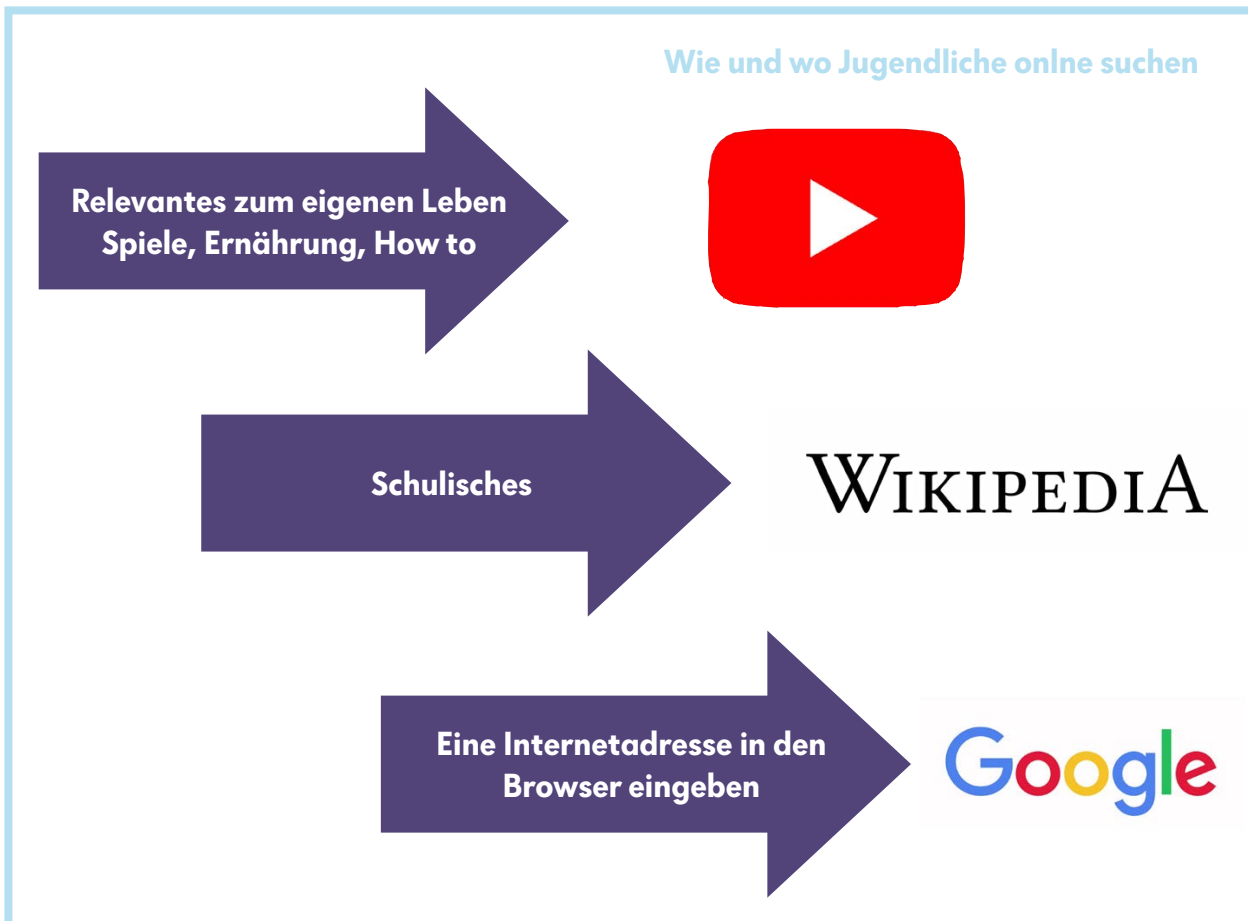 Wie und wo Jugendliche onlne suchen
Relevantes zum eigenen Leben
Spiele, Ernährung, How to
Schulisches
WIKIPEDIA
Eine Internetadresse in den
Browser eingeben
Google